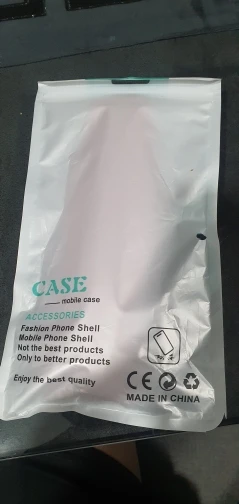 CASE
mobile case
ACCESSORIES
Fashion Phone Shell
Mobile Phone Shell
Not the best products
Only to better products
Enjoy the best quality
CE
MADE IN CHINA